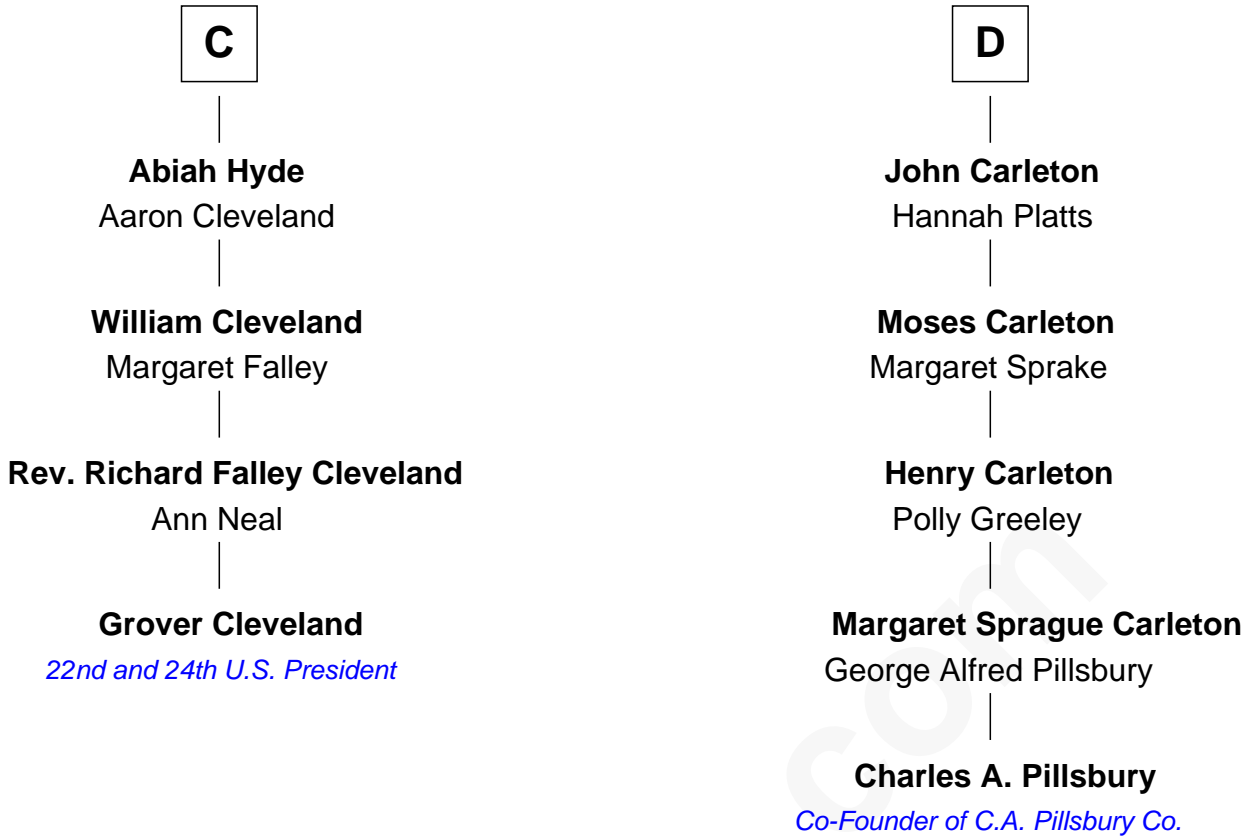 C
Abiah Hyde
Aaron Cleveland
William Cleveland
Margaret Falley
Rev. Richard Falley Cleveland
Ann Neal
Grover Cleveland
22nd and 24th U.S. President
D
John Carleton
Hannah Platts
Moses Carleton
Margaret Sprake
Henry Carleton
Polly Greeley
Margaret Sprague Carleton
George Alfred Pillsbury
Charles A. Pillsbury
Co-Founder of C.A. Pillsbury Co.
com